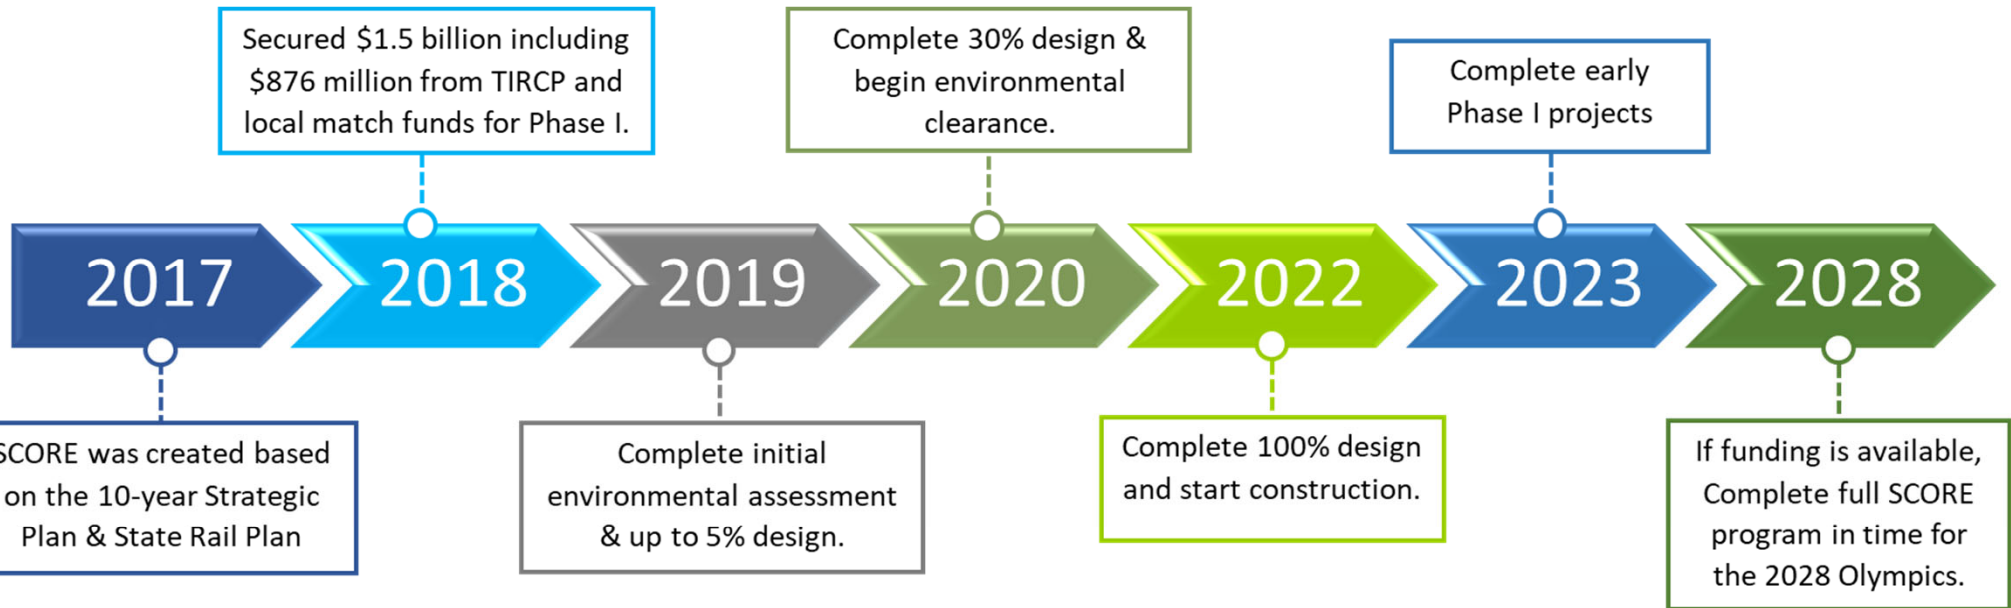 Secured $1.5 billion including
$876 million from TIRCP and
local match funds for Phase I.
Complete 30% design &
begin environmental
clearance.
Complete early
Phase I projects
2017
2018
2019
2020
2022
2023
2028
SCORE was created based
on the 10-year Strategic
Plan & State Rail Plan
Complete initial
environmental assessment
& up to 5% design.
Complete 100% design
and start construction.
If funding is available,
Complete full SCORE
program in time for
the 2028 Olympics.